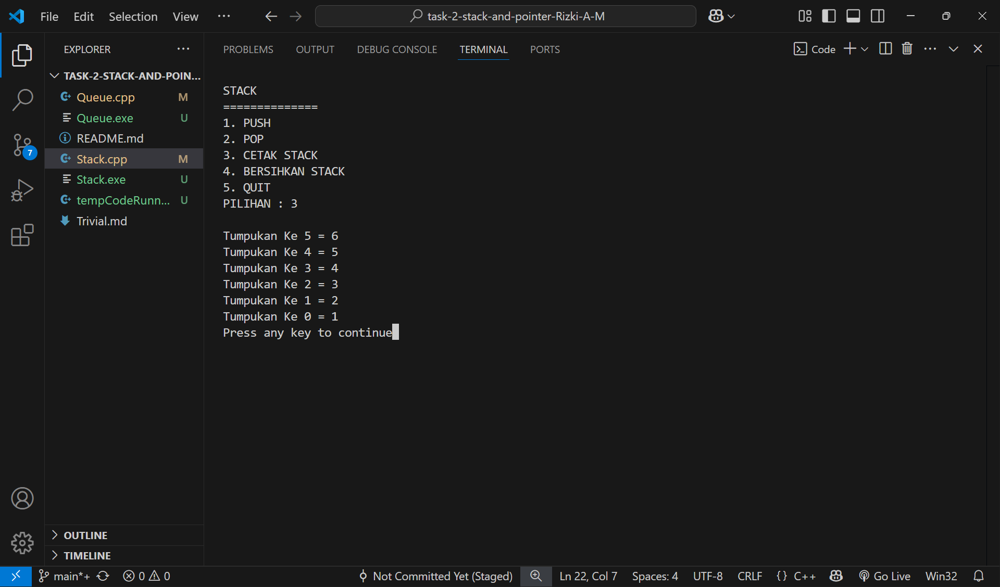 File Edit Selection View ··· task-2-stack-and-pointer-Rizki-A-M
EXPLORER ···
TASK-2-STACK-AND-POIN...
Queue.cpp M
Queue.exe U
README.md
Stack.cpp M
Stack.exe U
tempCodeRunn... U
Trivial.md
7
OUTLINE
TIMELINE
PROBLEMS OUTPUT DEBUG CONSOLE TERMINAL PORTS Code ···
STACK
==============
1. PUSH
2. POP
3. CETAK STACK
4. BERSIHKAN STACK
5. QUIT
PILIHAN : 3
Tumpukan Ke 5 = 6
Tumpukan Ke 4 = 5
Tumpukan Ke 3 = 4
Tumpukan Ke 2 = 3
Tumpukan Ke 1 = 2
Tumpukan Ke 0 = 1
Press any key to continue
main*+ 0 0 Not Committed Yet (Staged) Ln 22, Col 7 Spaces: 4 UTF-8 CRLF {} C++ Go Live Win32